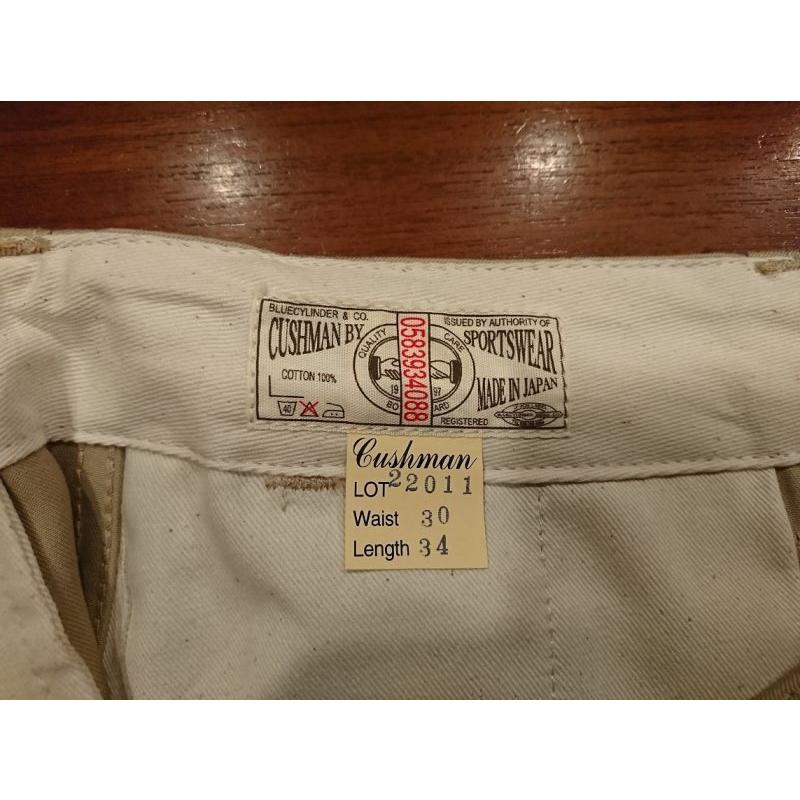 BLUECYLINDER & CO.
ISSUED BY AUTHORITY OF
CUSHMAN BY
SPORTSWEAR
QUALITY
CARE
COTTON 100%
MADE IN JAPAN
0583934088
19
97
40
REGISTERED
Cushman
LOT 22011
Waist 30
Length 34